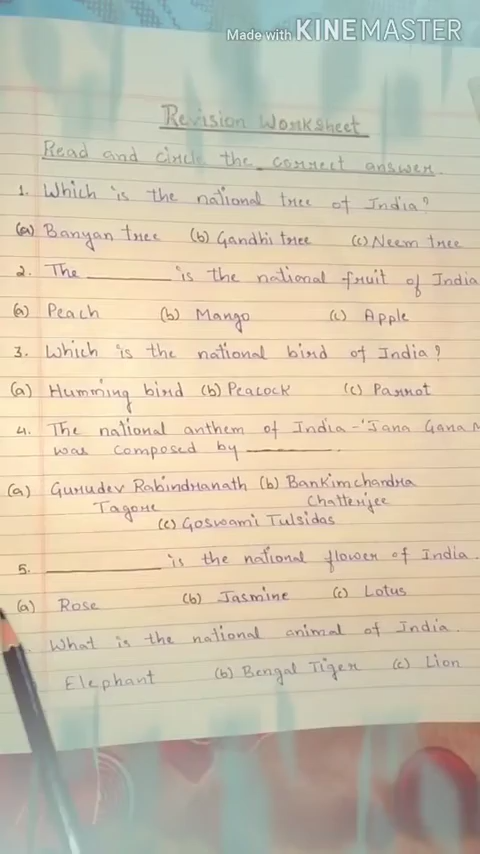 Made with KINEMASTER
Revision Worksheet
Read and circle the correct answer.
1. Which is the national tree of India?
(a) Banyan tree (b) Gandhi tree (c) Neem tree
2. The ________ is the national fruit of India
(a) Peach (b) Mango (c) Apple
3. Which is the national bird of India?
(a) Humming bird (b) Peacock (c) Parrot
4. The national anthem of India - 'Jana Gana M
was composed by ________.
(a) Gurudev Rabindranath (b) Bankimchandra
Tagore Chatterjee
(c) Goswami Tulsidas
5. ________ is the national flower of India.
(a) Rose (b) Jasmine (c) Lotus
What is the national animal of India.
Elephant (b) Bengal Tiger (c) Lion